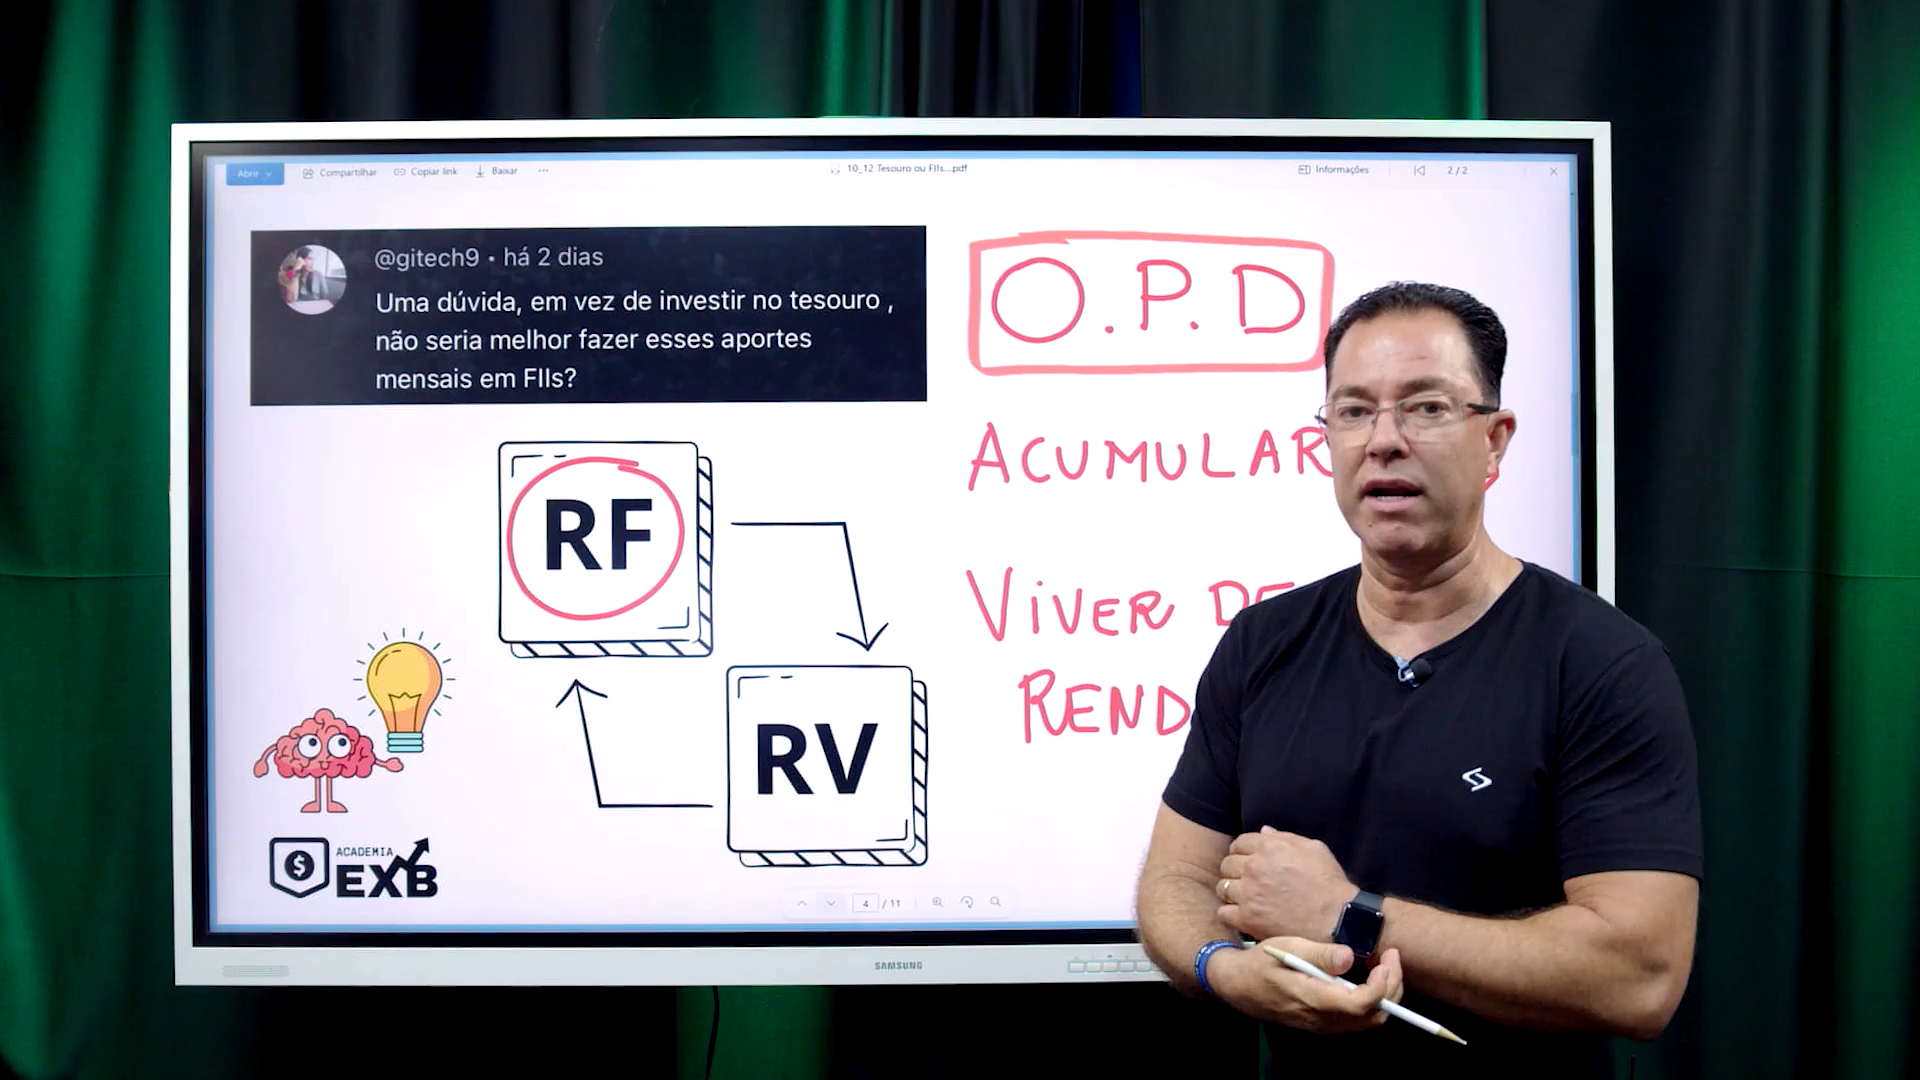 Abrir
Compartilhar
Copiar link
Baixar
10_12 Tesouro ou FIIs....pdf
Informações
2 / 2
@gitech9 • há 2 dias
Uma dúvida, em vez de investir no tesouro ,
não seria melhor fazer esses aportes
mensais em FIIs?
O.P.D
ACUMULAR
VIVER DE
REND
RF
RV
ACADEMIA
EXB
4 / 11
SAMSUNG